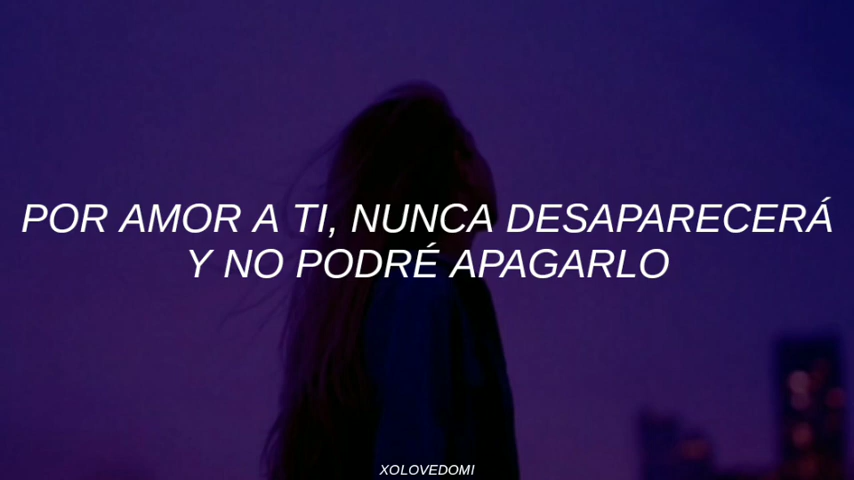 POR AMOR A TI, NUNCA DESAPARECERÁ
Y NO PODRÉ APAGARLO
XOLOVEDOMI